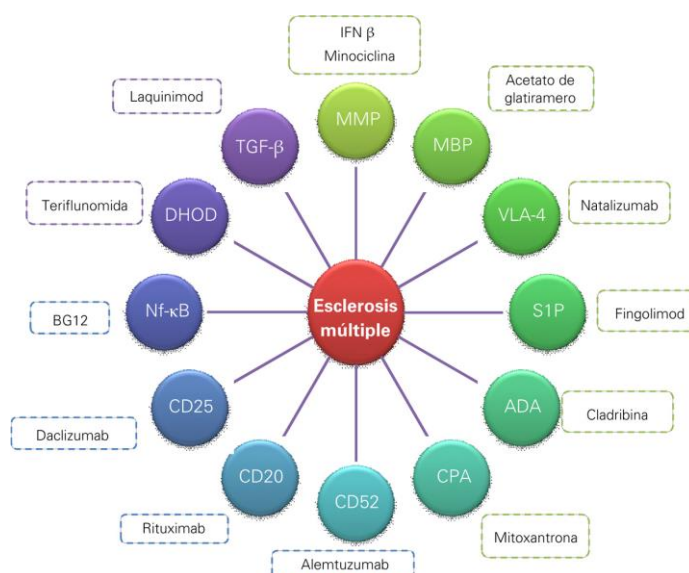 IFN β
Minociclina
MMP
Acetato de
glatiramero
MBP
Natalizumab
VLA-4
Fingolimod
S1P
Cladribina
ADA
Mitoxantrona
CPA
Alemtuzumab
CD52
Rituximab
CD20
Daclizumab
CD25
BG12
Nf-κB
Teriflunomida
DHOD
Laquinimod
TGF-β
Esclerosis
múltiple